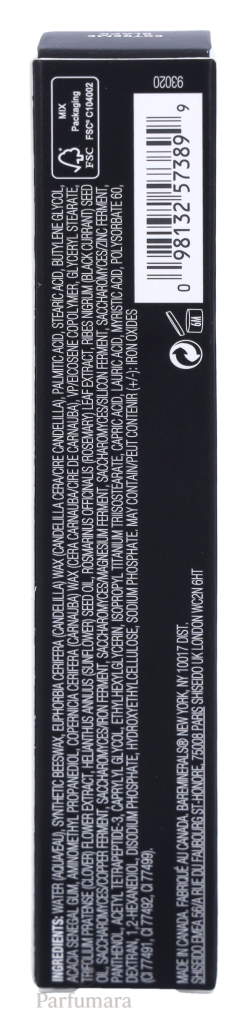 EXTREME
BLACK
93020
MIX
Packaging
FSC® C104002
FSC
0 98132 57389 9
6M
INGREDIENTS: WATER (AQUA/EAU), SYNTHETIC BEESWAX, EUPHORBIA CERIFERA (CANDELILLA) WAX (CANDELILLA CERA/CIRE DE CANDELILLA), PALMITIC ACID, STEARIC ACID, BUTYLENE GLYCOL,
ACACIA SENEGAL GUM, AMINOMETHYL PROPANEDIOL, COPERNICIA CERIFERA (CARNAUBA) WAX (CERA CARNAUBA/CIRE DE CARNAUBA), VP/EICOSENE COPOLYMER, GLYCERYL STEARATE,
TRIFOLIUM PRATENSE (CLOVER) FLOWER EXTRACT, HELIANTHUS ANNUUS (SUNFLOWER) SEED OIL, ROSMARINUS OFFICINALIS (ROSEMARY) LEAF EXTRACT, RIBES NIGRUM (BLACK CURRANT) SEED
OIL, SACCHAROMYCES/COPPER FERMENT, SACCHAROMYCES/IRON FERMENT, SACCHAROMYCES/MAGNESIUM FERMENT, SACCHAROMYCES/SILICON FERMENT, SACCHAROMYCES/ZINC FERMENT,
PANTHENOL, ACETYL TETRAPEPTIDE-3, CAPRYLYL GLYCOL, ETHYLHEXYLGLYCERIN, ISOPROPYL TITANIUM TRIISOSTEARATE, CAPRIC ACID, LAURIC ACID, MYRISTIC ACID, POLYSORBATE 60,
DEXTRAN, 1,2-HEXANEDIOL, DISODIUM PHOSPHATE, HYDROXYETHYLCELLULOSE, SODIUM PHOSPHATE. MAY CONTAIN/PEUT CONTENIR (+/-): IRON OXIDES
(CI 77491, CI 77492, CI 77499).
MADE IN CANADA. FABRIQUÉ AU CANADA. BAREMINERALS® NEW YORK, NY 10017 DIST.
SHISEIDO EMEA 56/A RUE DU FAUBOURG ST-HONORE, 75008 PARIS SHISEIDO UK LONDON WC2N 6HT
Parfumara